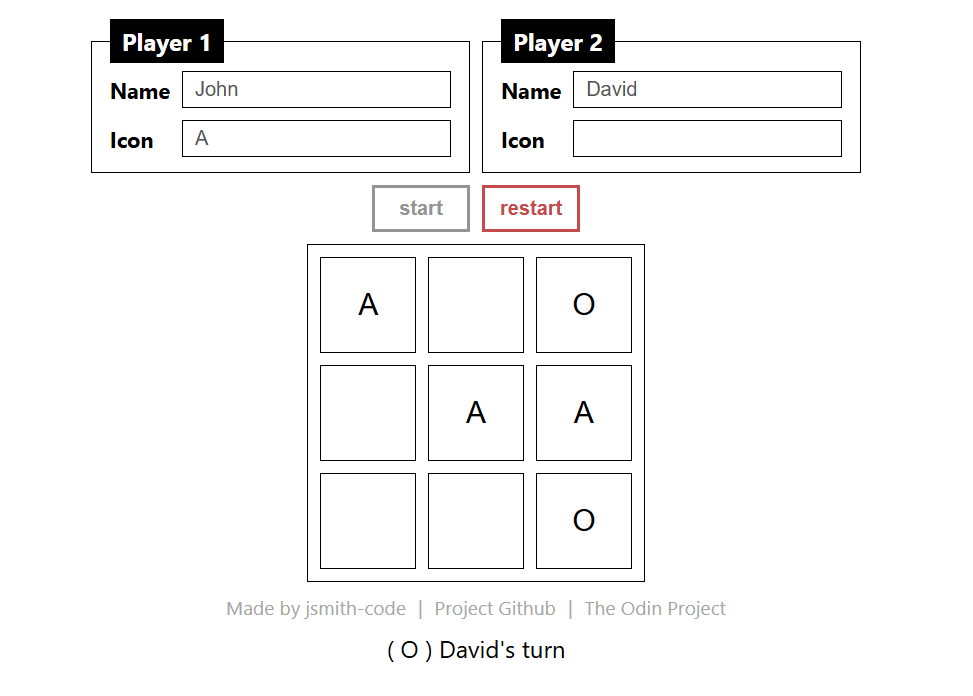 Player 1
Name John
Icon A
Player 2
Name David
Icon
start restart
A O
A A
O
Made by jsmith-code | Project Github | The Odin Project
( O ) David's turn